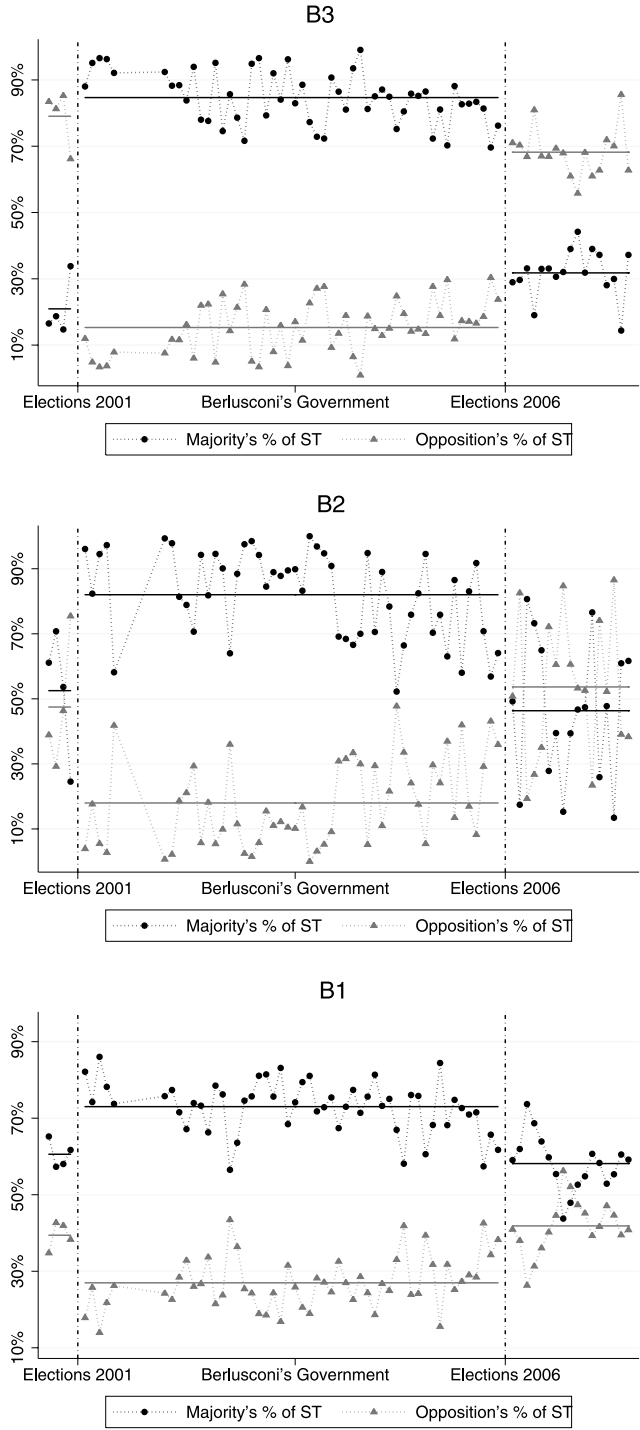 B3
90%
70%
50%
30%
10%
Elections 2001 Berlusconi's Government Elections 2006
Majority's % of ST Opposition's % of ST
B2
90%
70%
50%
30%
10%
Elections 2001 Berlusconi's Government Elections 2006
Majority's % of ST Opposition's % of ST
B1
90%
70%
50%
30%
10%
Elections 2001 Berlusconi's Government Elections 2006
Majority's % of ST Opposition's % of ST